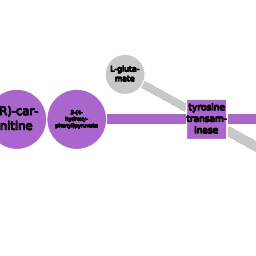 L-gluta-
mate
tyrosine
transam-
inase
R)-car-
nitine
3-(4-
hydroxy-
phenyl)pyruvate